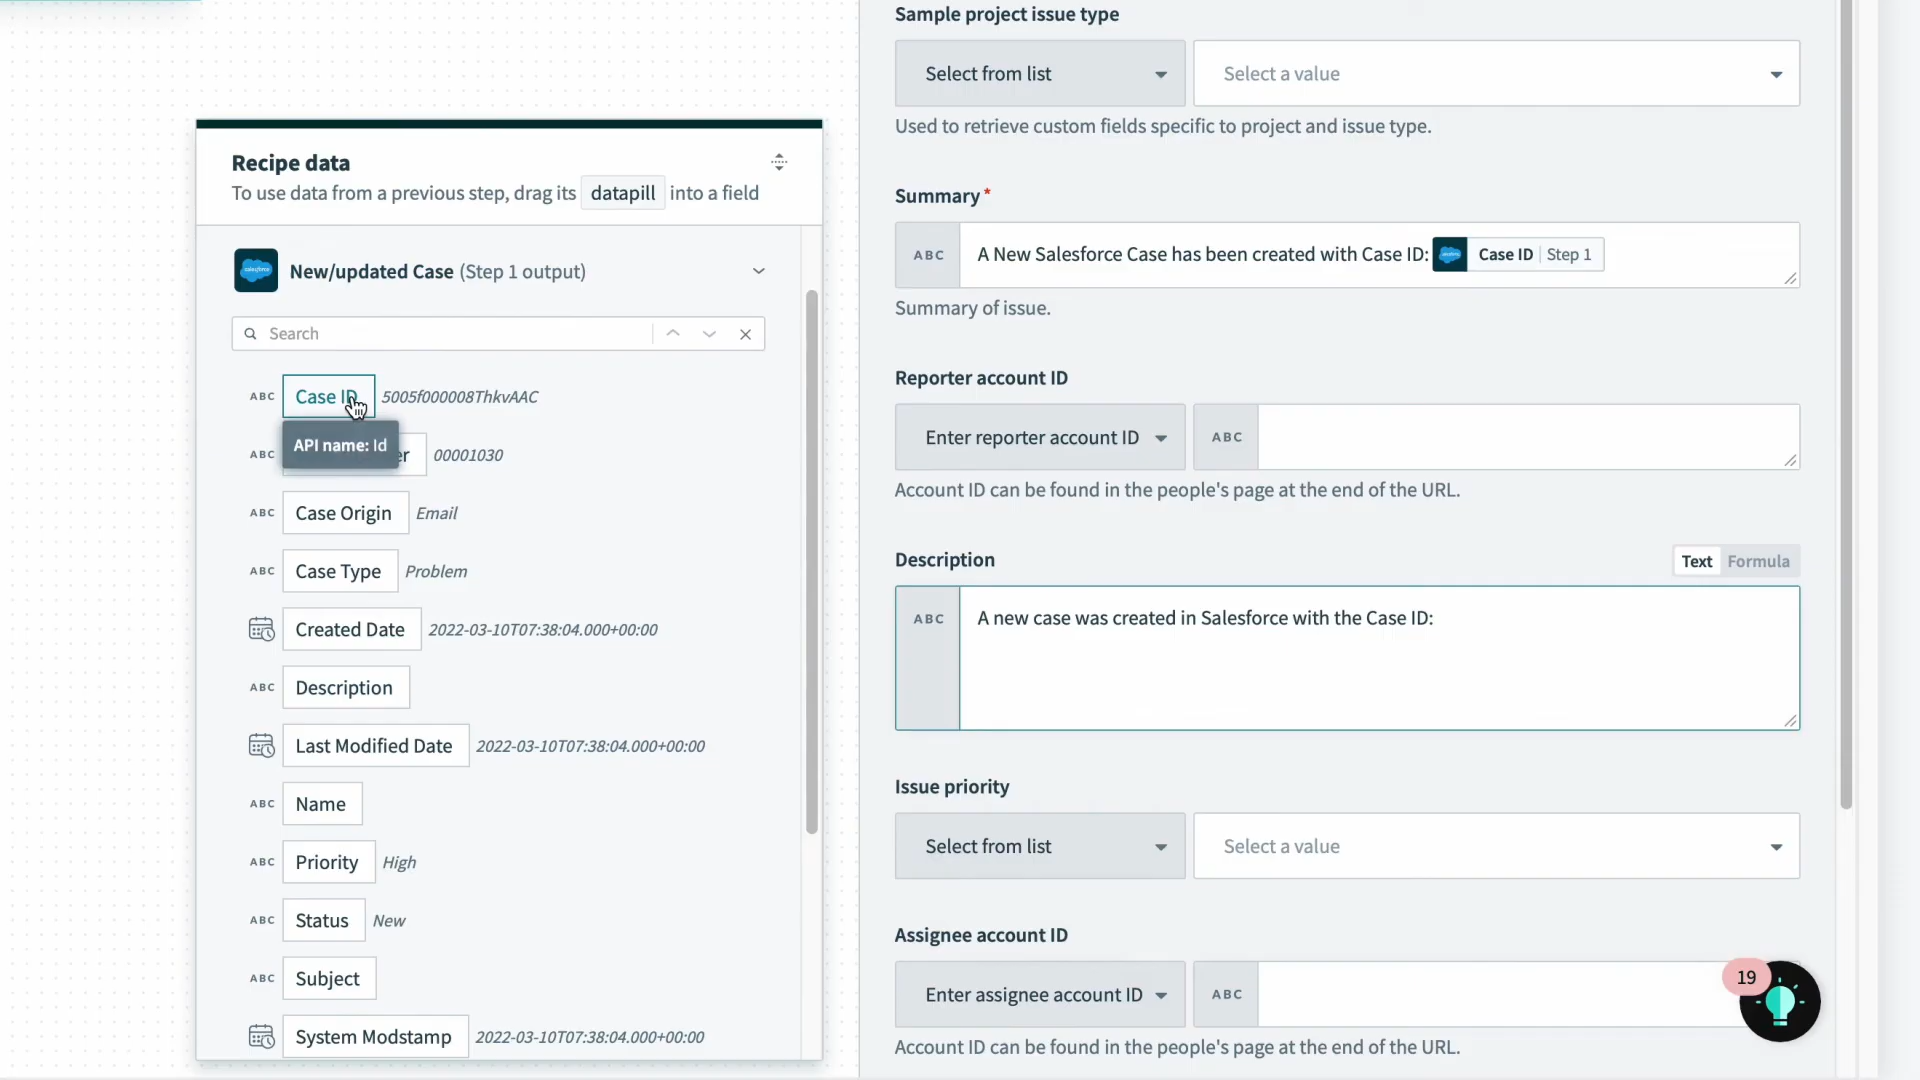 Recipe data
To use data from a previous step, drag its datapill into a field
salesforce
New/updated Case (Step 1 output)
Search
ABC Case ID 5005f000008ThkvAAC
API name: Id
ABC er 00001030
ABC Case Origin Email
ABC Case Type Problem
Created Date 2022-03-10T07:38:04.000+00:00
ABC Description
Last Modified Date 2022-03-10T07:38:04.000+00:00
ABC Name
ABC Priority High
ABC Status New
ABC Subject
System Modstamp 2022-03-10T07:38:04.000+00:00
Sample project issue type
Select from list Select a value
Used to retrieve custom fields specific to project and issue type.
Summary*
ABC A New Salesforce Case has been created with Case ID: Case ID Step 1
Summary of issue.
Reporter account ID
Enter reporter account ID ABC
Account ID can be found in the people's page at the end of the URL.
Description Text Formula
ABC A new case was created in Salesforce with the Case ID:
Issue priority
Select from list Select a value
Assignee account ID
Enter assignee account ID ABC
Account ID can be found in the people's page at the end of the URL.
19